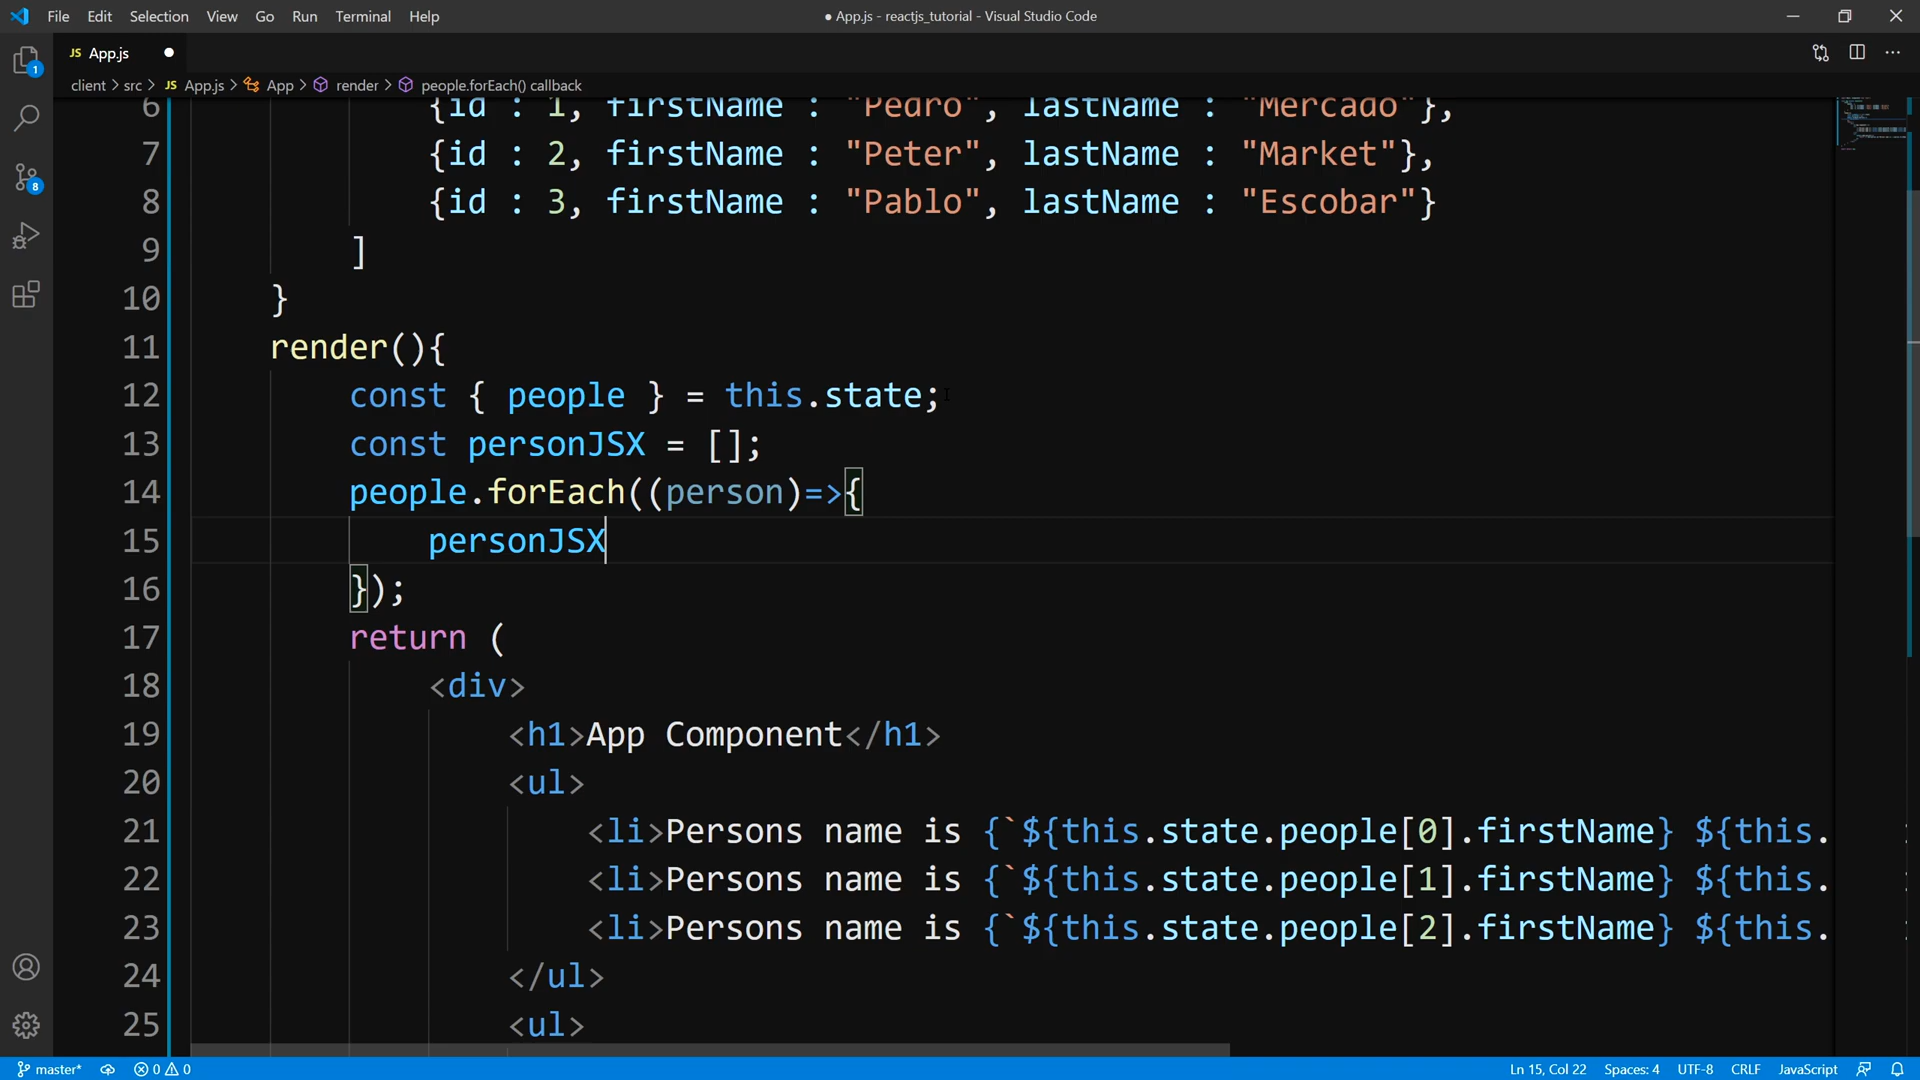 File Edit Selection View Go Run Terminal Help
● App.js - reactjs_tutorial - Visual Studio Code
JS App.js
client > src > JS App.js > App > render > people.forEach() callback
1
8
6 {id : 1, firstName : "Pedro", lastName : "Mercado"},
7 {id : 2, firstName : "Peter", lastName : "Market"},
8 {id : 3, firstName : "Pablo", lastName : "Escobar"}
9 ]
10 }
11 render(){
12 const { people } = this.state;
13 const personJSX = [];
14 people.forEach((person)=>{
15 personJSX
16 });
17 return (
18 <div>
19 <h1>App Component</h1>
20 <ul>
21 <li>Persons name is {`${this.state.people[0].firstName} ${this.
22 <li>Persons name is {`${this.state.people[1].firstName} ${this.
23 <li>Persons name is {`${this.state.people[2].firstName} ${this.
24 </ul>
25 <ul>
master* 0 0 Ln 15, Col 22 Spaces: 4 UTF-8 CRLF JavaScript